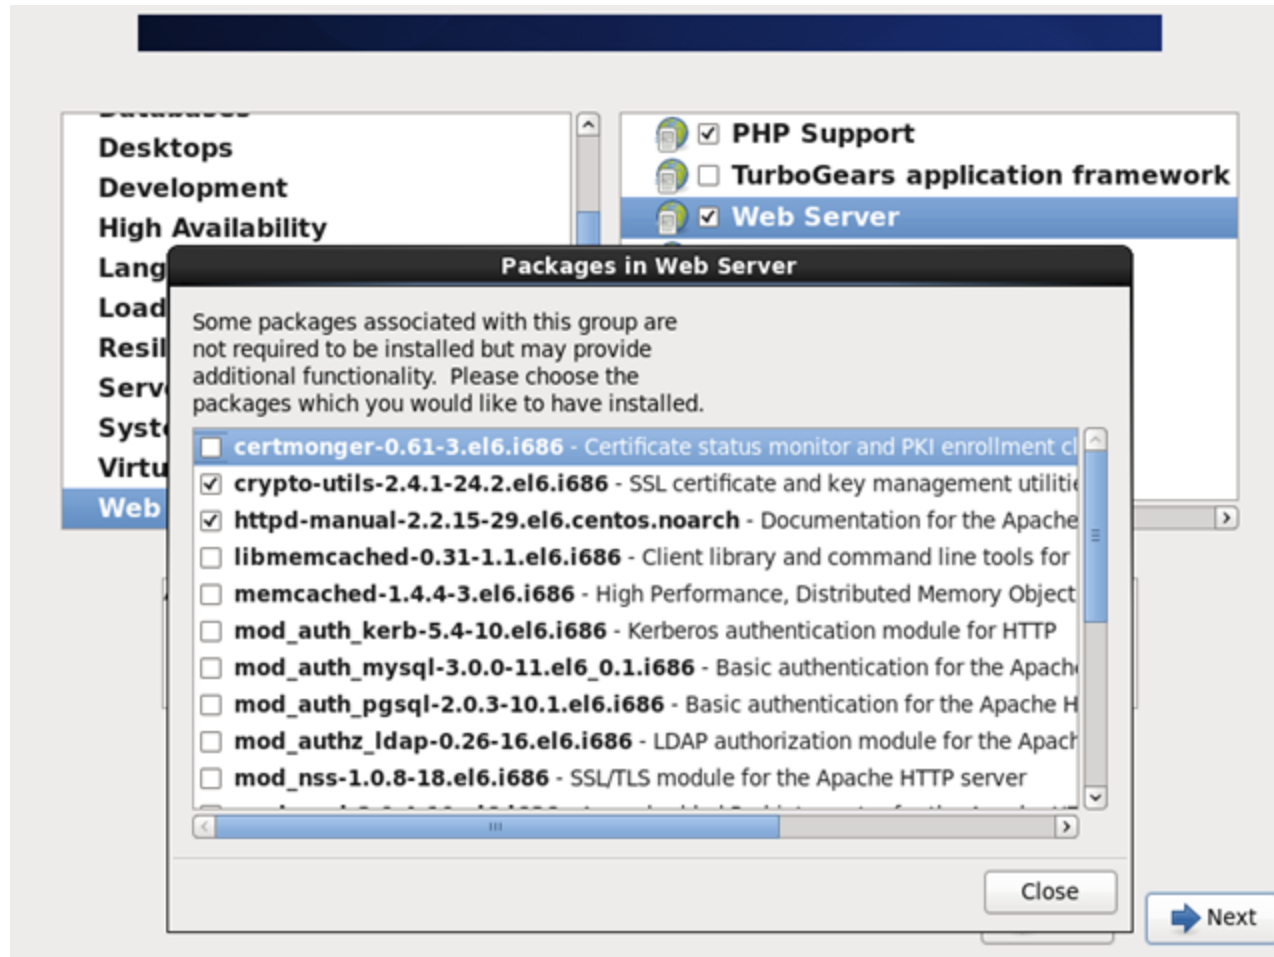 Databases
Desktops
Development
High Availability
Lang
Load
Resil
Serv
Syst
Virtu
Web
PHP Support
TurboGears application framework
Web Server
Packages in Web Server
Some packages associated with this group are
not required to be installed but may provide
additional functionality.  Please choose the
packages which you would like to have installed.
certmonger-0.61-3.el6.i686 - Certificate status monitor and PKI enrollment cl
crypto-utils-2.4.1-24.2.el6.i686 - SSL certificate and key management utilitie
httpd-manual-2.2.15-29.el6.centos.noarch - Documentation for the Apache
libmemcached-0.31-1.1.el6.i686 - Client library and command line tools for
memcached-1.4.4-3.el6.i686 - High Performance, Distributed Memory Object
mod_auth_kerb-5.4-10.el6.i686 - Kerberos authentication module for HTTP
mod_auth_mysql-3.0.0-11.el6_0.1.i686 - Basic authentication for the Apache
mod_auth_pgsql-2.0.3-10.1.el6.i686 - Basic authentication for the Apache H
mod_authz_ldap-0.26-16.el6.i686 - LDAP authorization module for the Apach
mod_nss-1.0.8-18.el6.i686 - SSL/TLS module for the Apache HTTP server
Close
Next